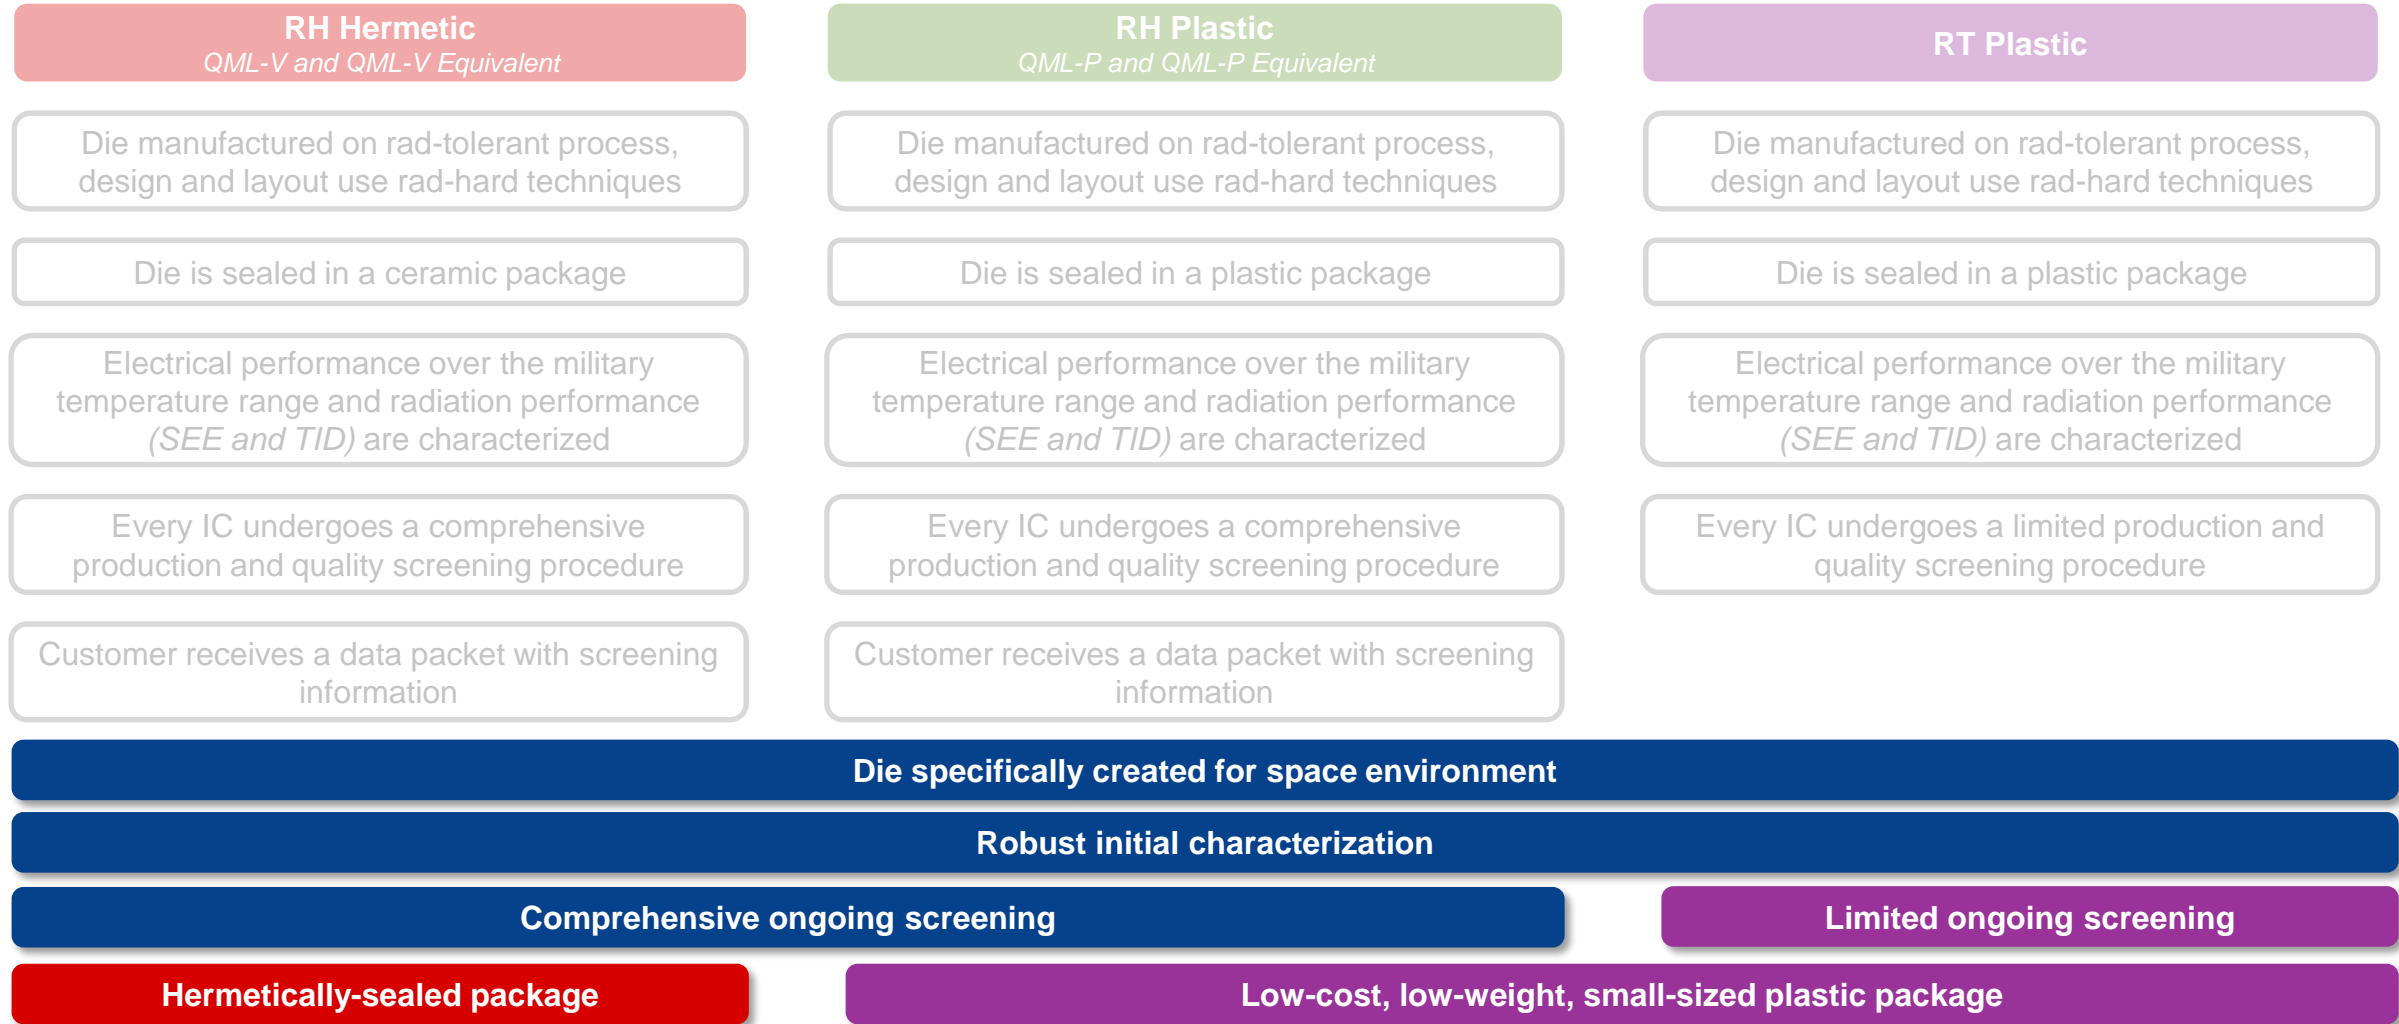 RH Hermetic
QML-V and QML-V Equivalent
Die manufactured on rad-tolerant process,
design and layout use rad-hard techniques
Die is sealed in a ceramic package
Electrical performance over the military
temperature range and radiation performance
(SEE and TID) are characterized
Every IC undergoes a comprehensive
production and quality screening procedure
Customer receives a data packet with screening
information
RH Plastic
QML-P and QML-P Equivalent
Die manufactured on rad-tolerant process,
design and layout use rad-hard techniques
Die is sealed in a plastic package
Electrical performance over the military
temperature range and radiation performance
(SEE and TID) are characterized
Every IC undergoes a comprehensive
production and quality screening procedure
Customer receives a data packet with screening
information
RT Plastic
Die manufactured on rad-tolerant process,
design and layout use rad-hard techniques
Die is sealed in a plastic package
Electrical performance over the military
temperature range and radiation performance
(SEE and TID) are characterized
Every IC undergoes a limited production and
quality screening procedure
Die specifically created for space environment
Robust initial characterization
Comprehensive ongoing screening
Limited ongoing screening
Hermetically-sealed package
Low-cost, low-weight, small-sized plastic package